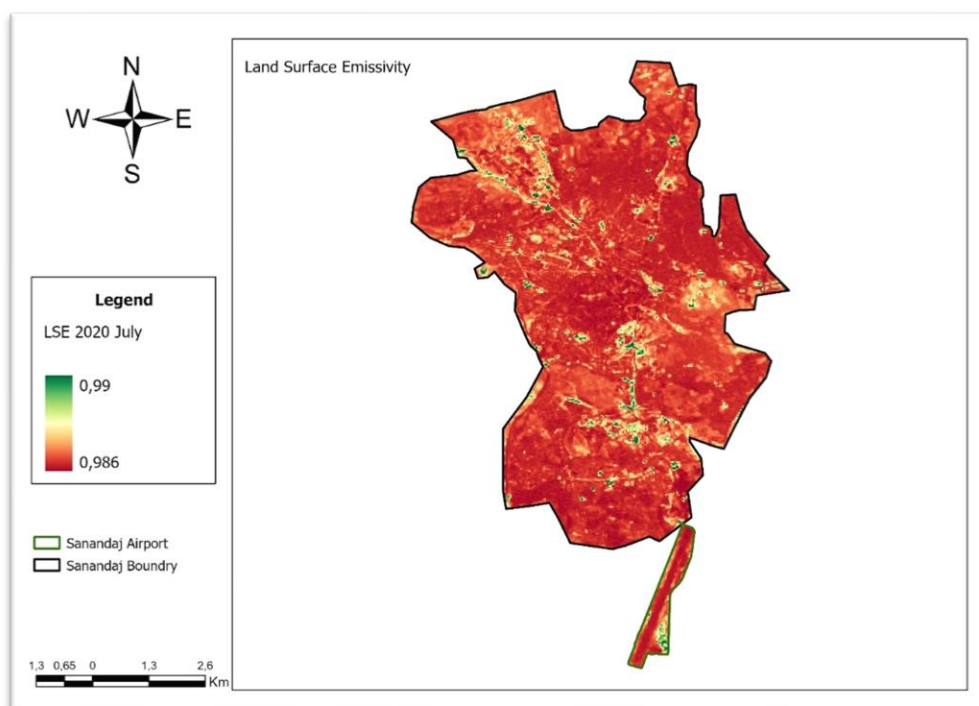 N
W E
S
Land Surface Emissivity
Legend
LSE 2020 July
0,99
0,986
Sanandaj Airport
Sanandaj Boundry
1,3 0,65 0 1,3 2,6
Km